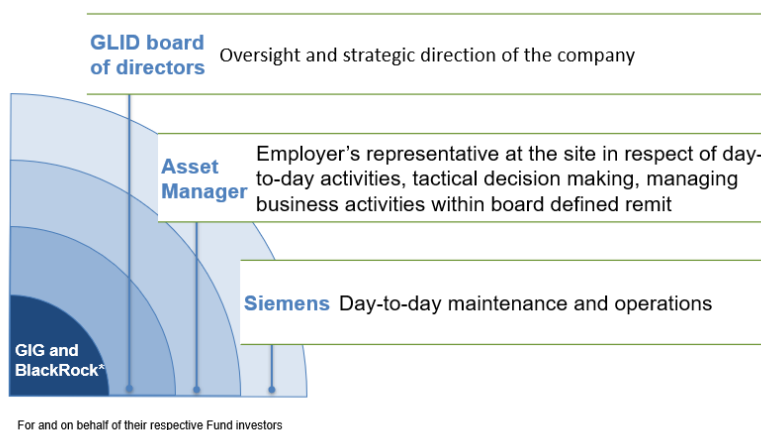 GLID board
of directors
Oversight and strategic direction of the company
Asset
Manager
Employer’s representative at the site in respect of day-
to-day activities, tactical decision making, managing
business activities within board defined remit
Siemens
Day-to-day maintenance and operations
GIG and
BlackRock*
For and on behalf of their respective Fund investors